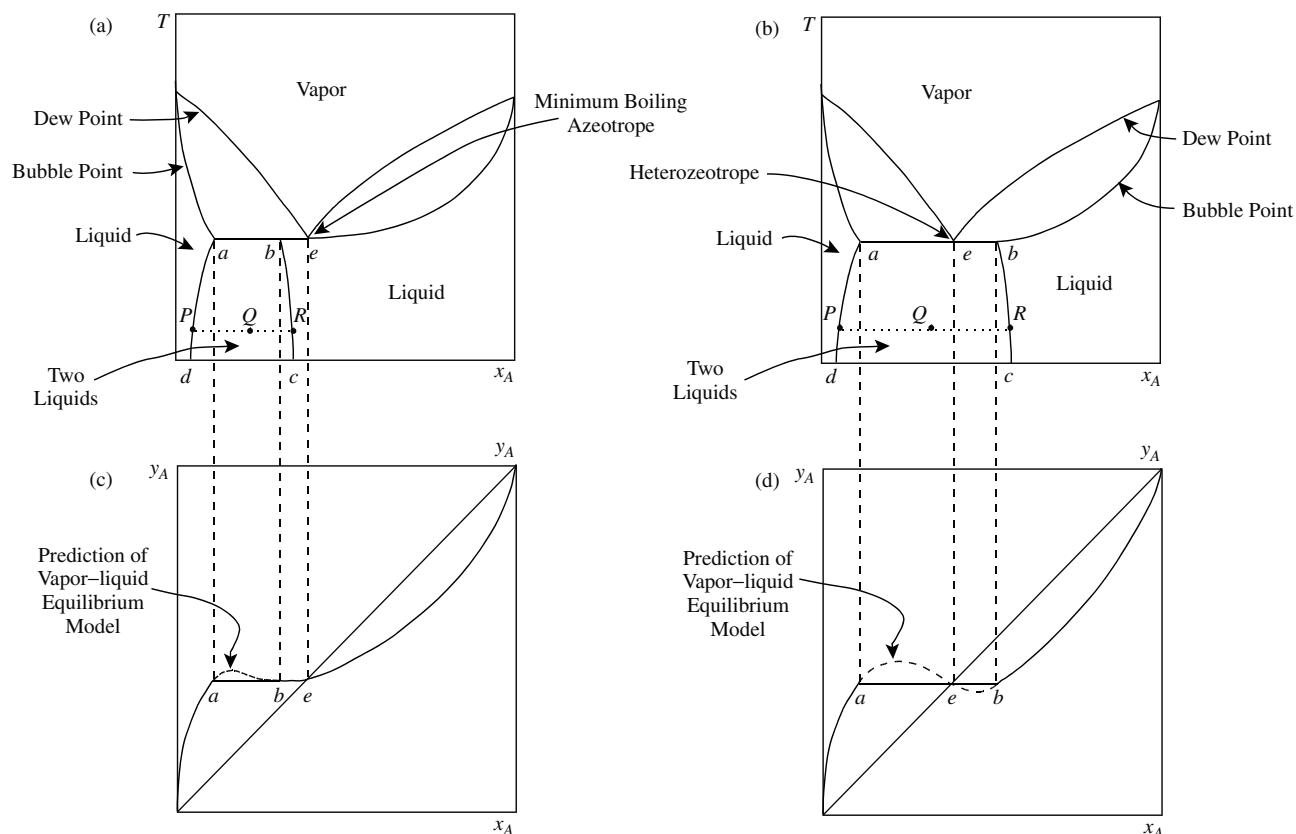 (a)
T
Vapor
Dew Point
Minimum Boiling
Azeotrope
Bubble Point
Liquid
a
b
e
Liquid
P
Q
R
Two
Liquids
d
c
x_A
(b)
T
Vapor
Dew Point
Heterozeotrope
Bubble Point
Liquid
a
e
b
Liquid
P
Q
R
Two
Liquids
d
c
x_A
(c)
y_A
y_A
Prediction of
Vapor–liquid
Equilibrium
Model
a
b
e
x_A
(d)
y_A
y_A
Prediction of
Vapor–liquid
Equilibrium
Model
a
e
b
x_A